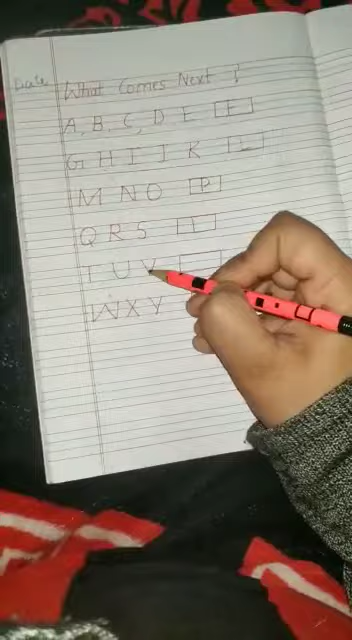 Date
What Comes Next !
A, B, C, D, E F
G H I I K L
M N O P
Q R S
T U V
W X Y